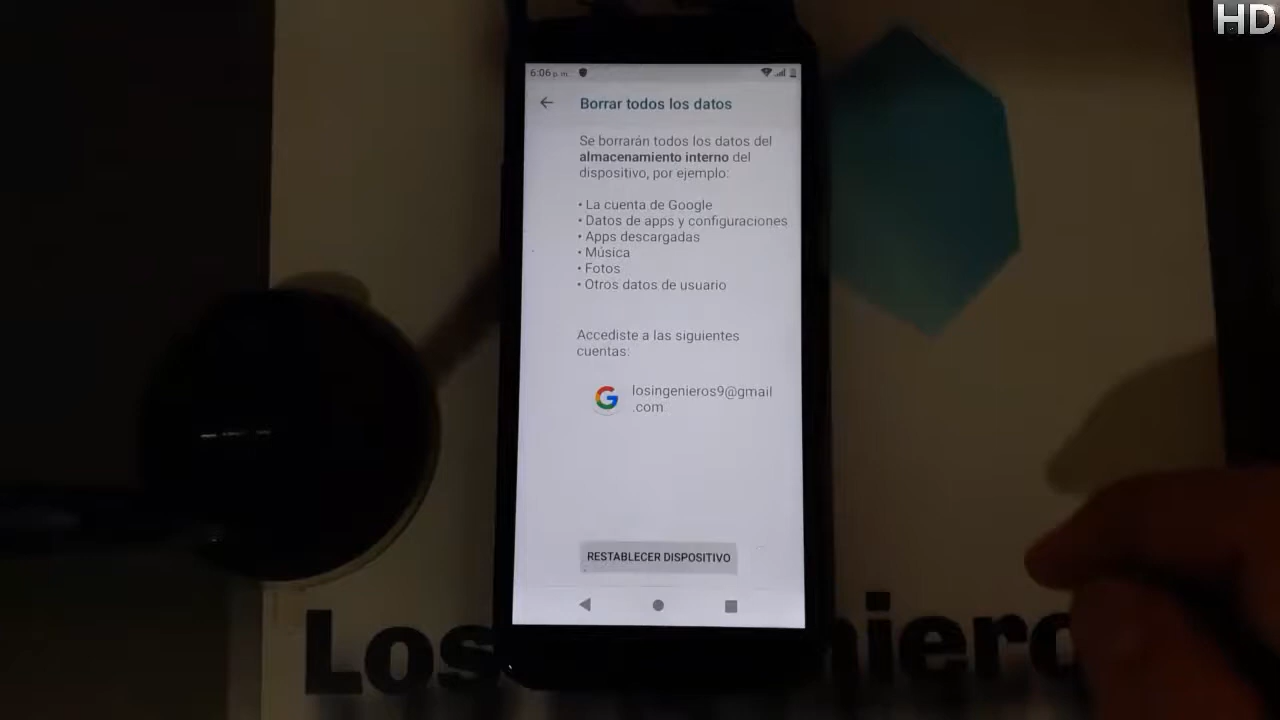 HD
6:06 p. m.
Borrar todos los datos
Se borrarán todos los datos del
almacenamiento interno del
dispositivo, por ejemplo:
• La cuenta de Google
• Datos de apps y configuraciones
• Apps descargadas
• Música
• Fotos
• Otros datos de usuario
Accediste a las siguientes
cuentas:
G
losingenieros9@gmail
.com
RESTABLECER DISPOSITIVO
Los niero